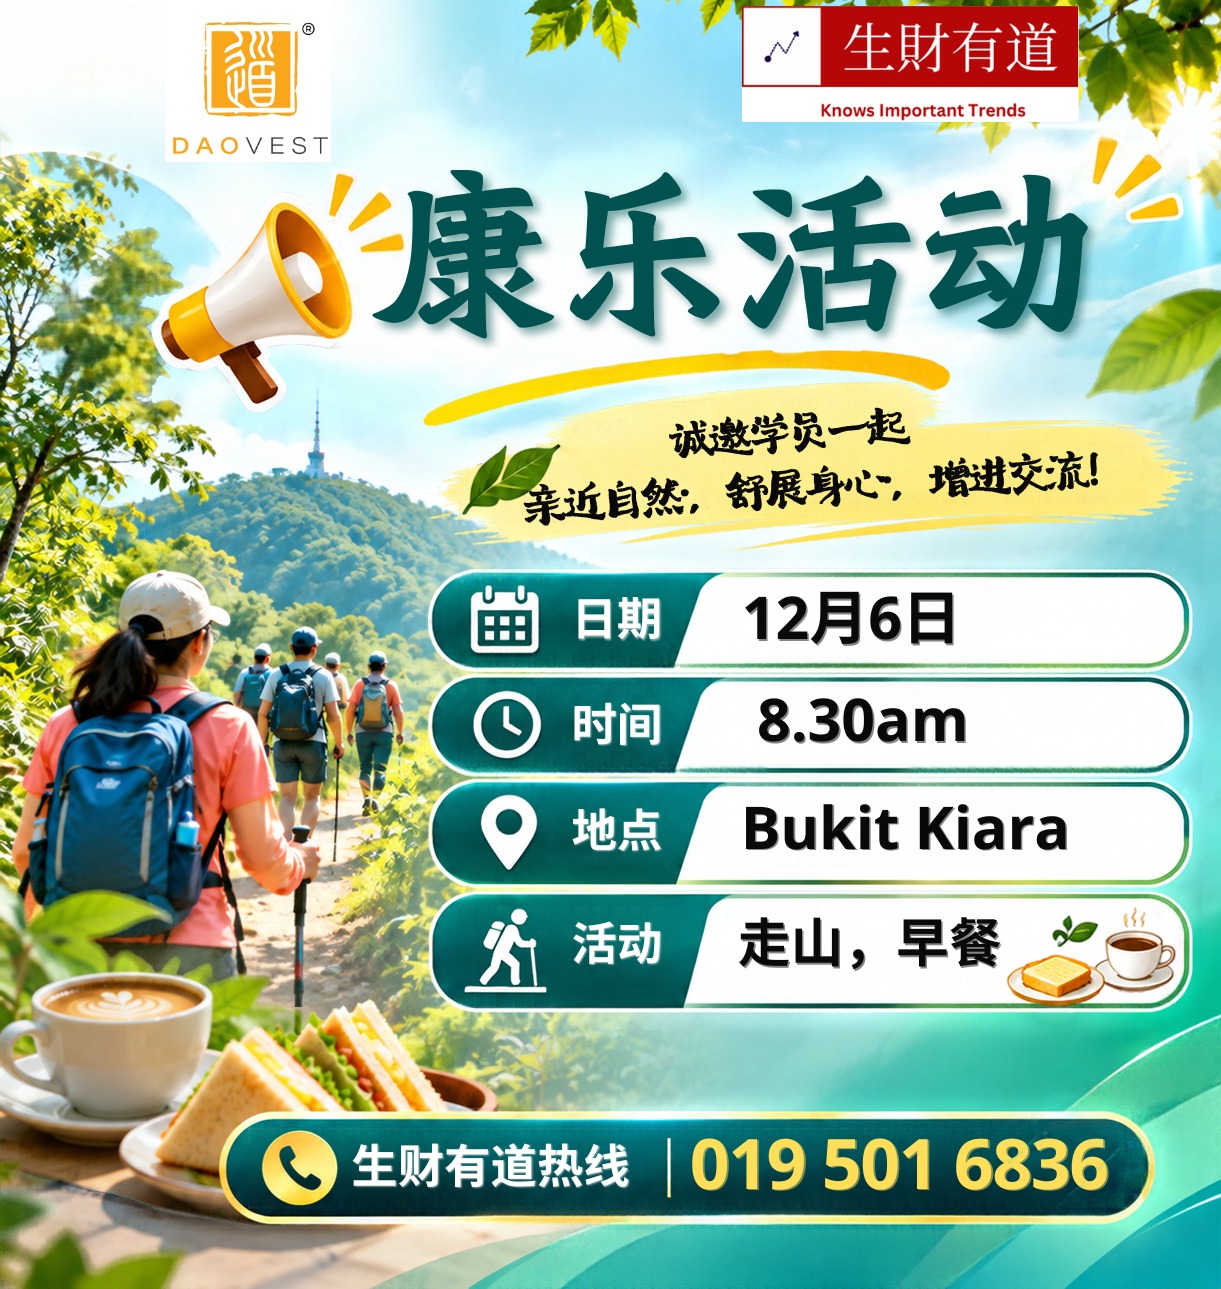 道
®
DAOVEST
生財有道
Knows Important Trends
康乐活动
诚邀学员一起
亲近自然，舒展身心，增进交流！
日期 12月6日
时间 8.30am
地点 Bukit Kiara
活动 走山，早餐
生财有道热线 019 501 6836